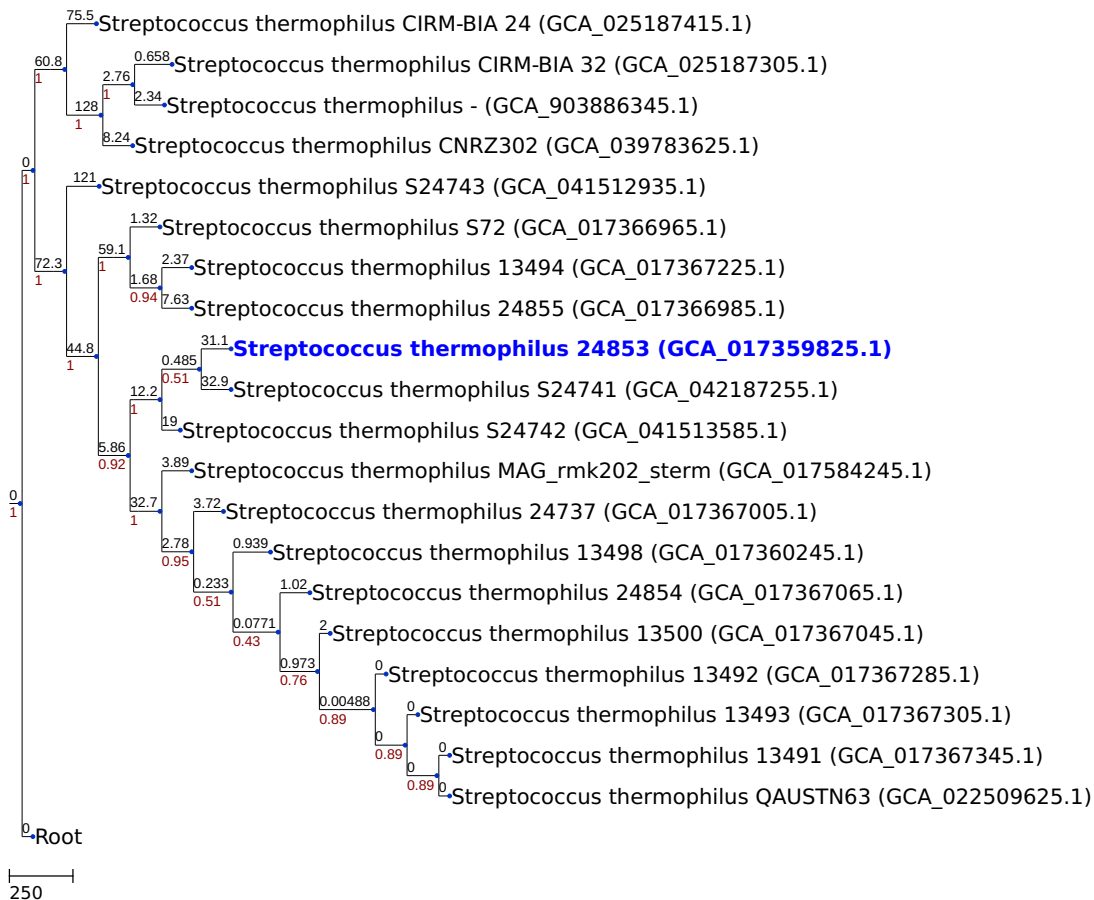 75.5 Streptococcus thermophilus CIRM-BIA 24 (GCA_025187415.1)
60.8
1
0.658 Streptococcus thermophilus CIRM-BIA 32 (GCA_025187305.1)
2.76
1
2.34 Streptococcus thermophilus - (GCA_903886345.1)
128
1
8.24 Streptococcus thermophilus CNRZ302 (GCA_039783625.1)
0
1
121 Streptococcus thermophilus S24743 (GCA_041512935.1)
1.32 Streptococcus thermophilus S72 (GCA_017366965.1)
59.1
1
72.3
1
2.37 Streptococcus thermophilus 13494 (GCA_017367225.1)
1.68
0.94
7.63 Streptococcus thermophilus 24855 (GCA_017366985.1)
44.8
1
31.1 Streptococcus thermophilus 24853 (GCA_017359825.1)
0.485
0.51
32.9 Streptococcus thermophilus S24741 (GCA_042187255.1)
12.2
1
19 Streptococcus thermophilus S24742 (GCA_041513585.1)
5.86
0.92
3.89 Streptococcus thermophilus MAG_rmk202_sterm (GCA_017584245.1)
0
1
32.7
1
3.72 Streptococcus thermophilus 24737 (GCA_017367005.1)
2.78
0.95
0.939 Streptococcus thermophilus 13498 (GCA_017360245.1)
0.233
0.51
1.02 Streptococcus thermophilus 24854 (GCA_017367065.1)
0.0771
0.43
2 Streptococcus thermophilus 13500 (GCA_017367045.1)
0.973
0.76
0 Streptococcus thermophilus 13492 (GCA_017367285.1)
0.00488
0.89
0 Streptococcus thermophilus 13493 (GCA_017367305.1)
0
0.89
0 Streptococcus thermophilus 13491 (GCA_017367345.1)
0
0.89
0 Streptococcus thermophilus QAUSTN63 (GCA_022509625.1)
0 Root
250